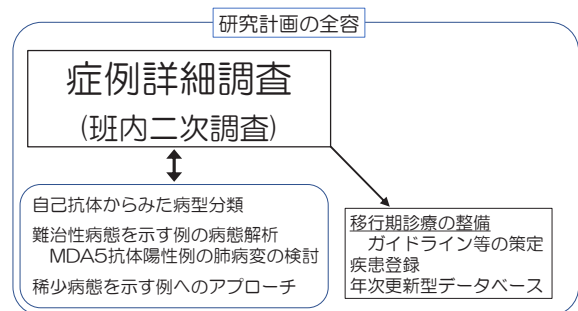 研究計画の全容
症例詳細調査
(班内二次調査)
自己抗体からみた病型分類
難治性病態を示す例の病態解析
MDA5抗体陽性例の肺病変の検討
稀少病態を示す例へのアプローチ
移行期診療の整備
ガイドライン等の策定
疾患登録
年次更新型データベース